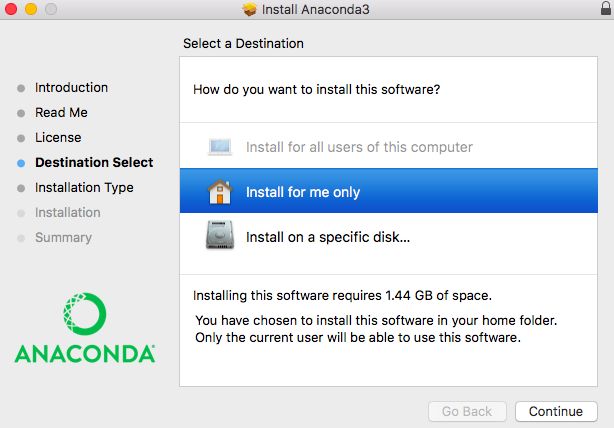 Install Anaconda3
Select a Destination
Introduction
Read Me
License
Destination Select
Installation Type
Installation
Summary
How do you want to install this software?
Install for all users of this computer
Install for me only
Install on a specific disk...
Installing this software requires 1.44 GB of space.
You have chosen to install this software in your home folder.
Only the current user will be able to use this software.
ANACONDA®
Go Back
Continue